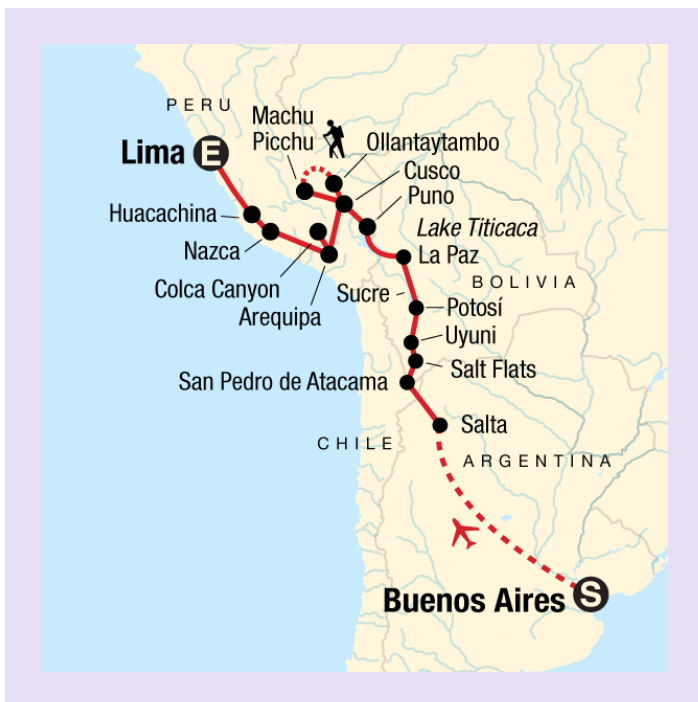 PERU
Machu
Picchu
Ollantaytambo
Lima E
Cusco
Puno
Huacachina
Lake Titicaca
Nazca
La Paz
Colca Canyon
BOLIVIA
Sucre
Arequipa
Potosí
Uyuni
Salt Flats
San Pedro de Atacama
Salta
CHILE
ARGENTINA
Buenos Aires S